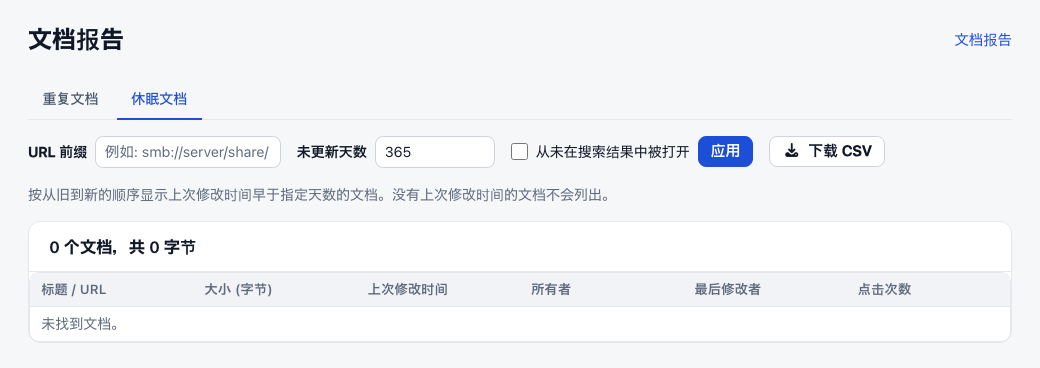 文档报告
文档报告
重复文档 休眠文档
URL 前缀 例如: smb://server/share/ 未更新天数 365 从未在搜索结果中被打开 应用 下载 CSV
按从旧到新的顺序显示上次修改时间早于指定天数的文档。没有上次修改时间的文档不会列出。
0 个文档，共 0 字节
标题 / URL 大小 (字节) 上次修改时间 所有者 最后修改者 点击次数
未找到文档。